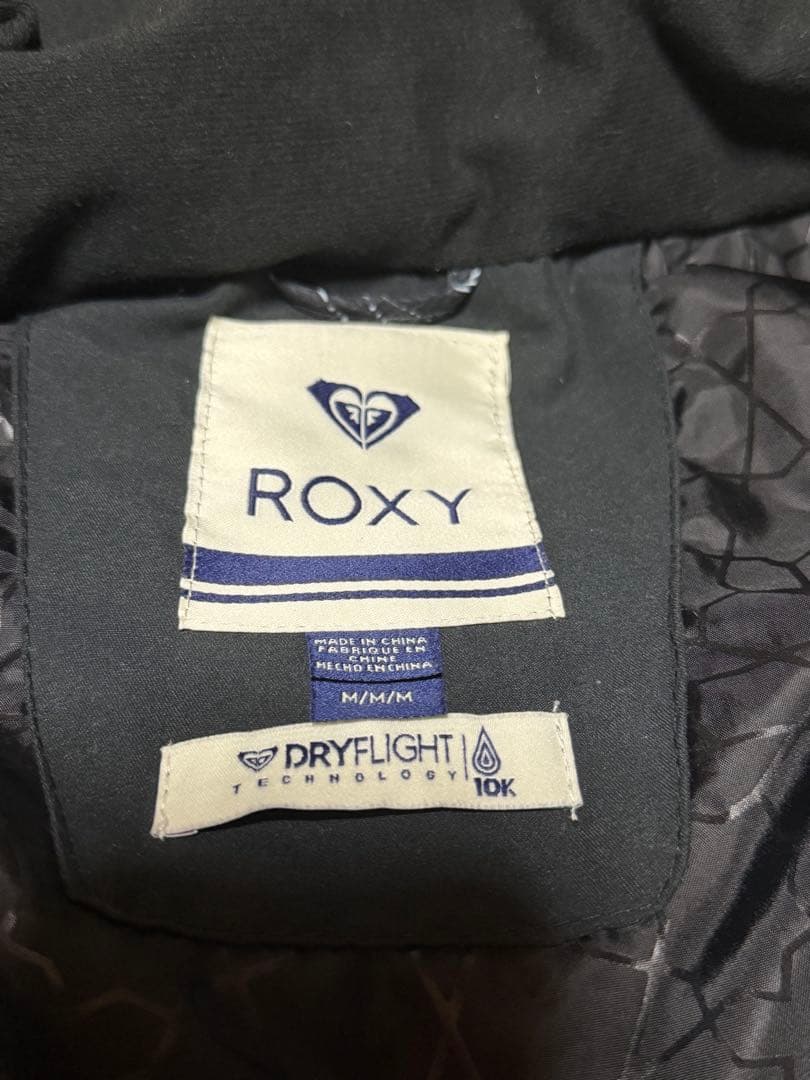 ROXY
MADE IN CHINA
FABRIQUE EN
CHINE
HECHO EN CHINA
M/M/M
DRYFLIGHT
TECHNOLOGY
10K